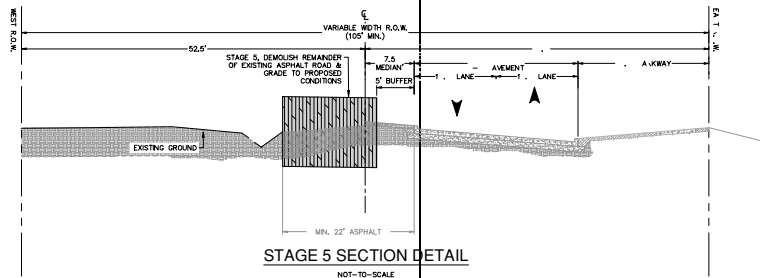 WEST R.O.W.
℄
VARIABLE WIDTH R.O.W.
(105' MIN.)
52.5'
7.5
MEDIAN'
5' BUFFER
STAGE 5, DEMOLISH REMAINDER
OF EXISTING ASPHALT ROAD &
GRADE TO PROPOSED
CONDITIONS
LANE
LANE
EXISTING GROUND
MIN. 22' ASPHALT
STAGE 5 SECTION DETAIL
NOT-TO-SCALE